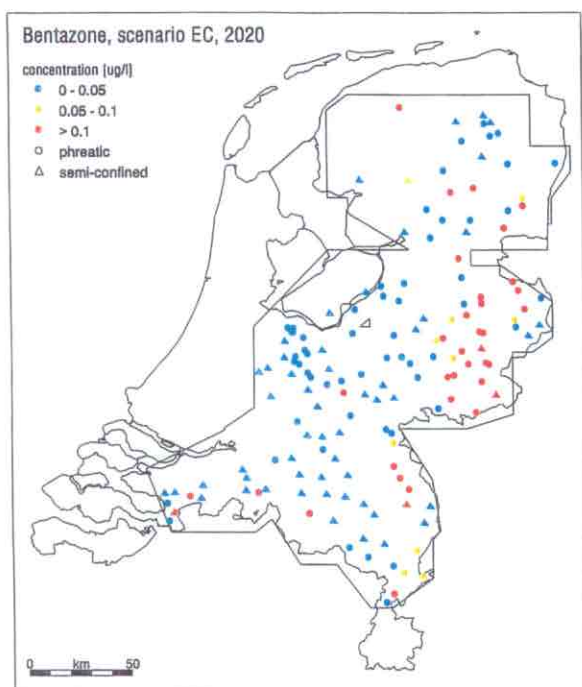 Bentazone, scenario EC, 2020
concentration (ug/l)
0 - 0.05
0.05 - 0.1
> 0.1
phreatic
semi-confined
0 km 50